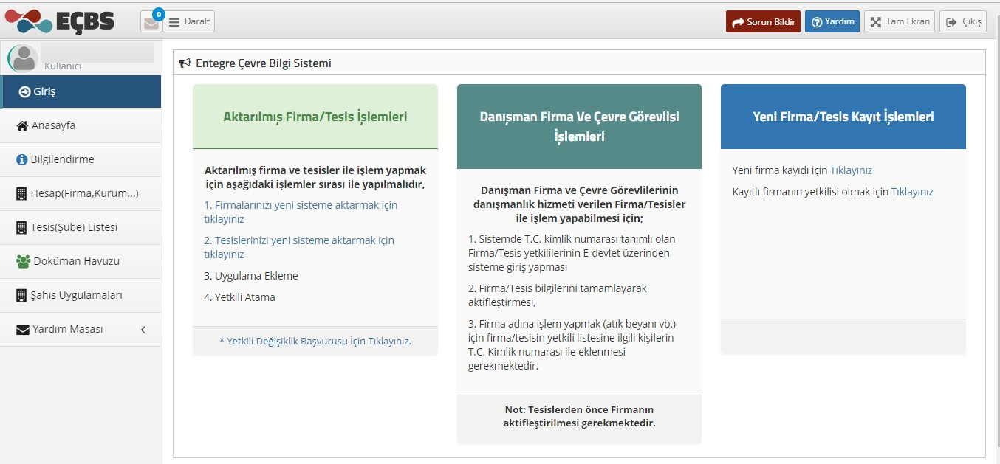 EÇBS
0
Daralt
Sorun Bildir
Yardım
Tam Ekran
Çıkış
Kullanıcı
Giriş
Anasayfa
Bilgilendirme
Hesap(Firma,Kurum...)
Tesis(Şube) Listesi
Doküman Havuzu
Şahıs Uygulamaları
Yardım Masası
Entegre Çevre Bilgi Sistemi
Aktarılmış Firma/Tesis İşlemleri
Aktarılmış firma ve tesisler ile işlem yapmak
için aşağıdaki işlemler sırası ile yapılmalıdır,
1. Firmalarınızı yeni sisteme aktarmak için
tıklayınız
2. Tesislerinizi yeni sisteme aktarmak için
tıklayınız
3. Uygulama Ekleme
4. Yetkili Atama
* Yetkili Değişiklik Başvurusu İçin Tıklayınız.
Danışman Firma Ve Çevre Görevlisi
İşlemleri
Danışman Firma ve Çevre Görevlilerinin
danışmanlık hizmeti verilen Firma/Tesisler
ile işlem yapabilmesi için;
1. Sistemde T.C. kimlik numarası tanımlı olan
Firma/Tesis yetkililerinin E-devlet üzerinden
sisteme giriş yapması
2. Firma/Tesis bilgilerini tamamlayarak
aktifleştirmesi,
3. Firma adına işlem yapmak (atık beyanı vb.)
için firma/tesisin yetkili listesine ilgili kişilerin
T.C. Kimlik numarası ile eklenmesi
gerekmektedir.
Not: Tesislerden önce Firmanın
aktifleştirilmesi gerekmektedir.
Yeni Firma/Tesis Kayıt İşlemleri
Yeni firma kayıdı için Tıklayınız
Kayıtlı firmanın yetkilisi olmak için Tıklayınız